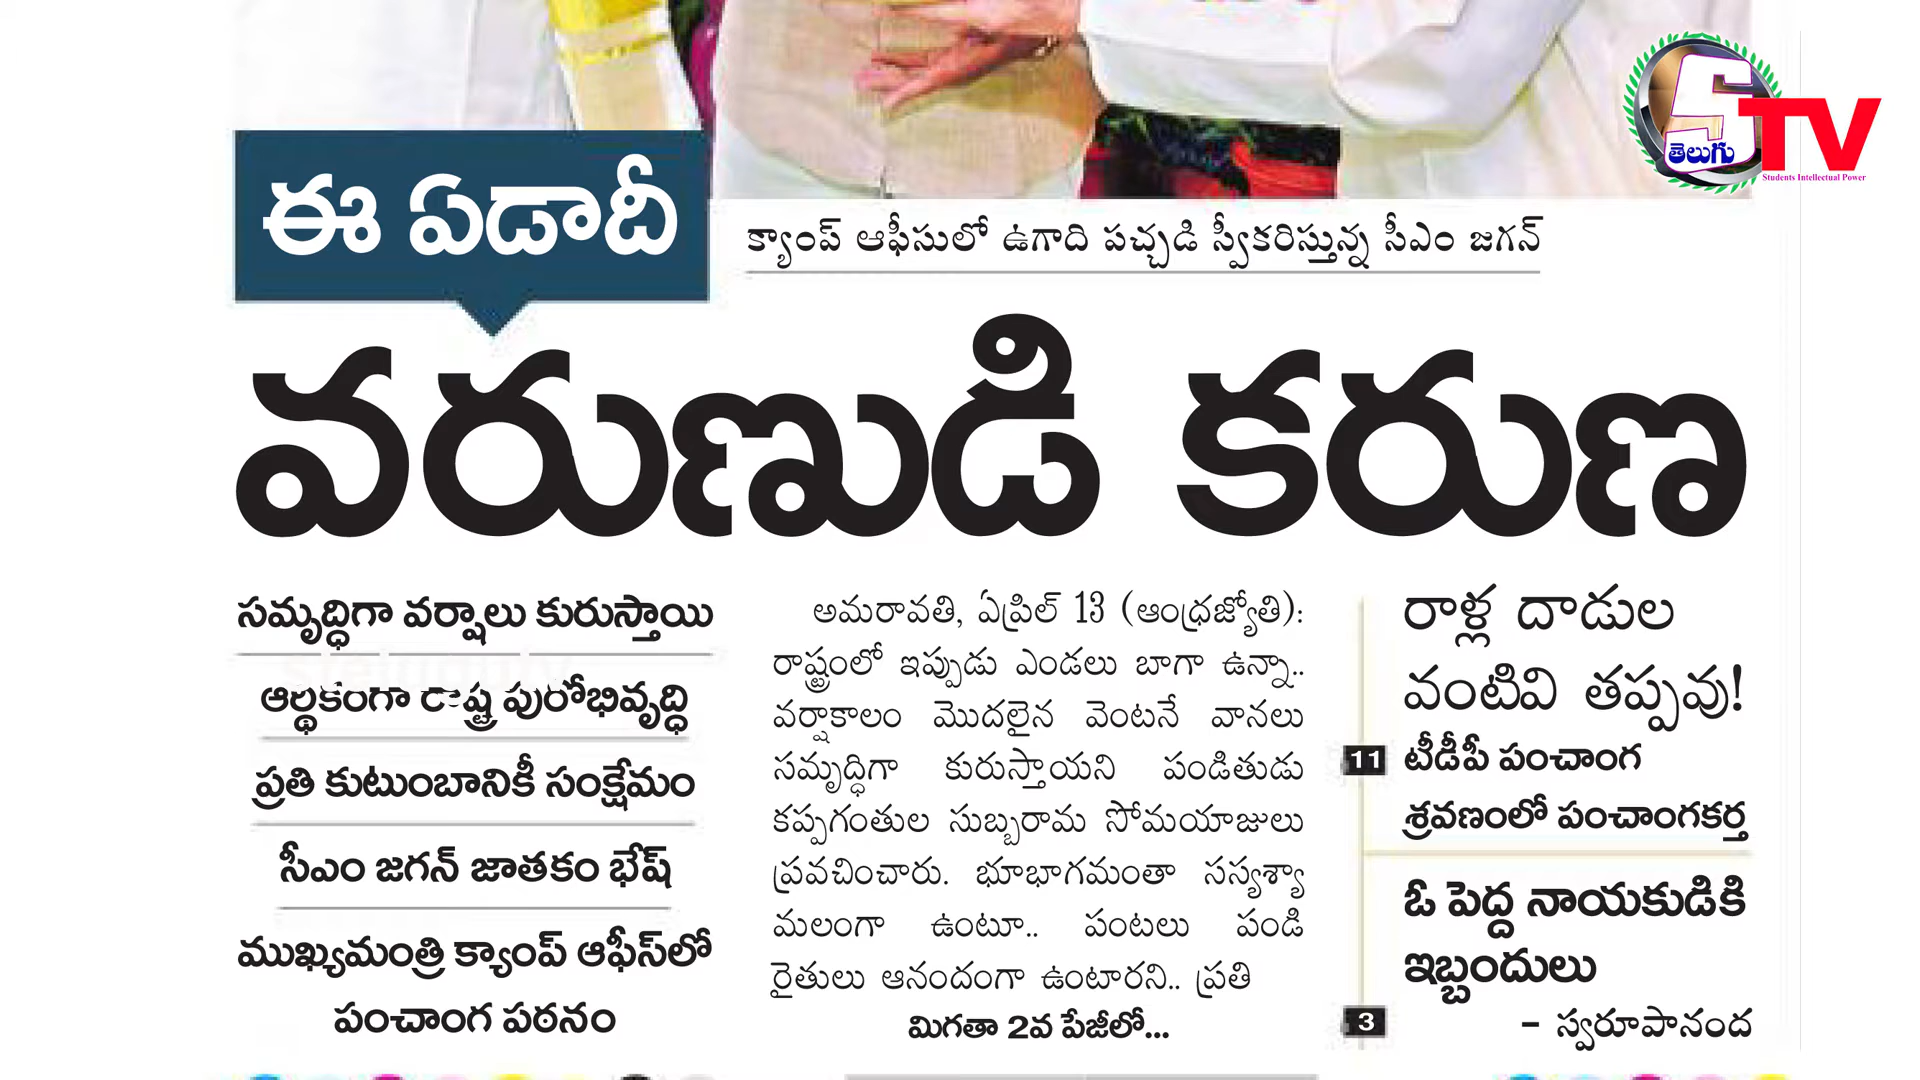 S TV
తెలుగు
Students Intellectual Power
ఈ ఏడాదీ
క్యాంప్ ఆఫీసులో ఉగాది పచ్చడి స్వీకరిస్తున్న సీఎం జగన్
వరుణుడి కరుణ
సమృద్ధిగా వర్షాలు కురుస్తాయి
ఆర్థికంగా రాష్ట్ర పురోభివృద్ధి
ప్రతి కుటుంబానికీ సంక్షేమం
సీఎం జగన్ జాతకం భేష్
ముఖ్యమంత్రి క్యాంప్ ఆఫీస్‌లో
పంచాంగ పఠనం
అమరావతి, ఏప్రిల్ 13 (ఆంధ్రజ్యోతి):
రాష్ట్రంలో ఇప్పుడు ఎండలు బాగా ఉన్నా..
వర్షాకాలం మొదలైన వెంటనే వానలు
సమృద్ధిగా కురుస్తాయని పండితుడు
కప్పగంతుల సుబ్బరామ సోమయాజులు
ప్రవచించారు. భూభాగమంతా సస్యశ్యా
మలంగా ఉంటూ.. పంటలు పండి
రైతులు ఆనందంగా ఉంటారని.. ప్రతి
మిగతా 2వ పేజీలో...
రాళ్ల దాడుల
వంటివి తప్పవు!
11 టీడీపీ పంచాంగ
శ్రవణంలో పంచాంగకర్త
ఓ పెద్ద నాయకుడికి
ఇబ్బందులు
3 – స్వరూపానంద